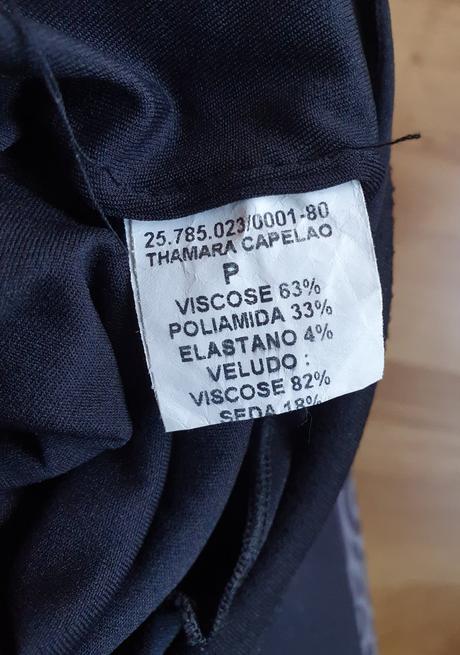 25.785.023/0001-80
THAMARA CAPELAO
P
VISCOSE 63%
POLIAMIDA 33%
ELASTANO 4%
VELUDO :
VISCOSE 82%
SEDA 18%